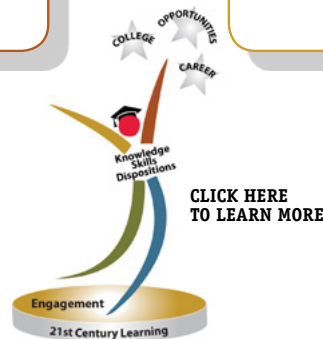 OPPORTUNITIES
COLLEGE
CAREER
Knowledge
Skills
Dispositions
CLICK HERE
TO LEARN MORE
Engagement
21st Century Learning